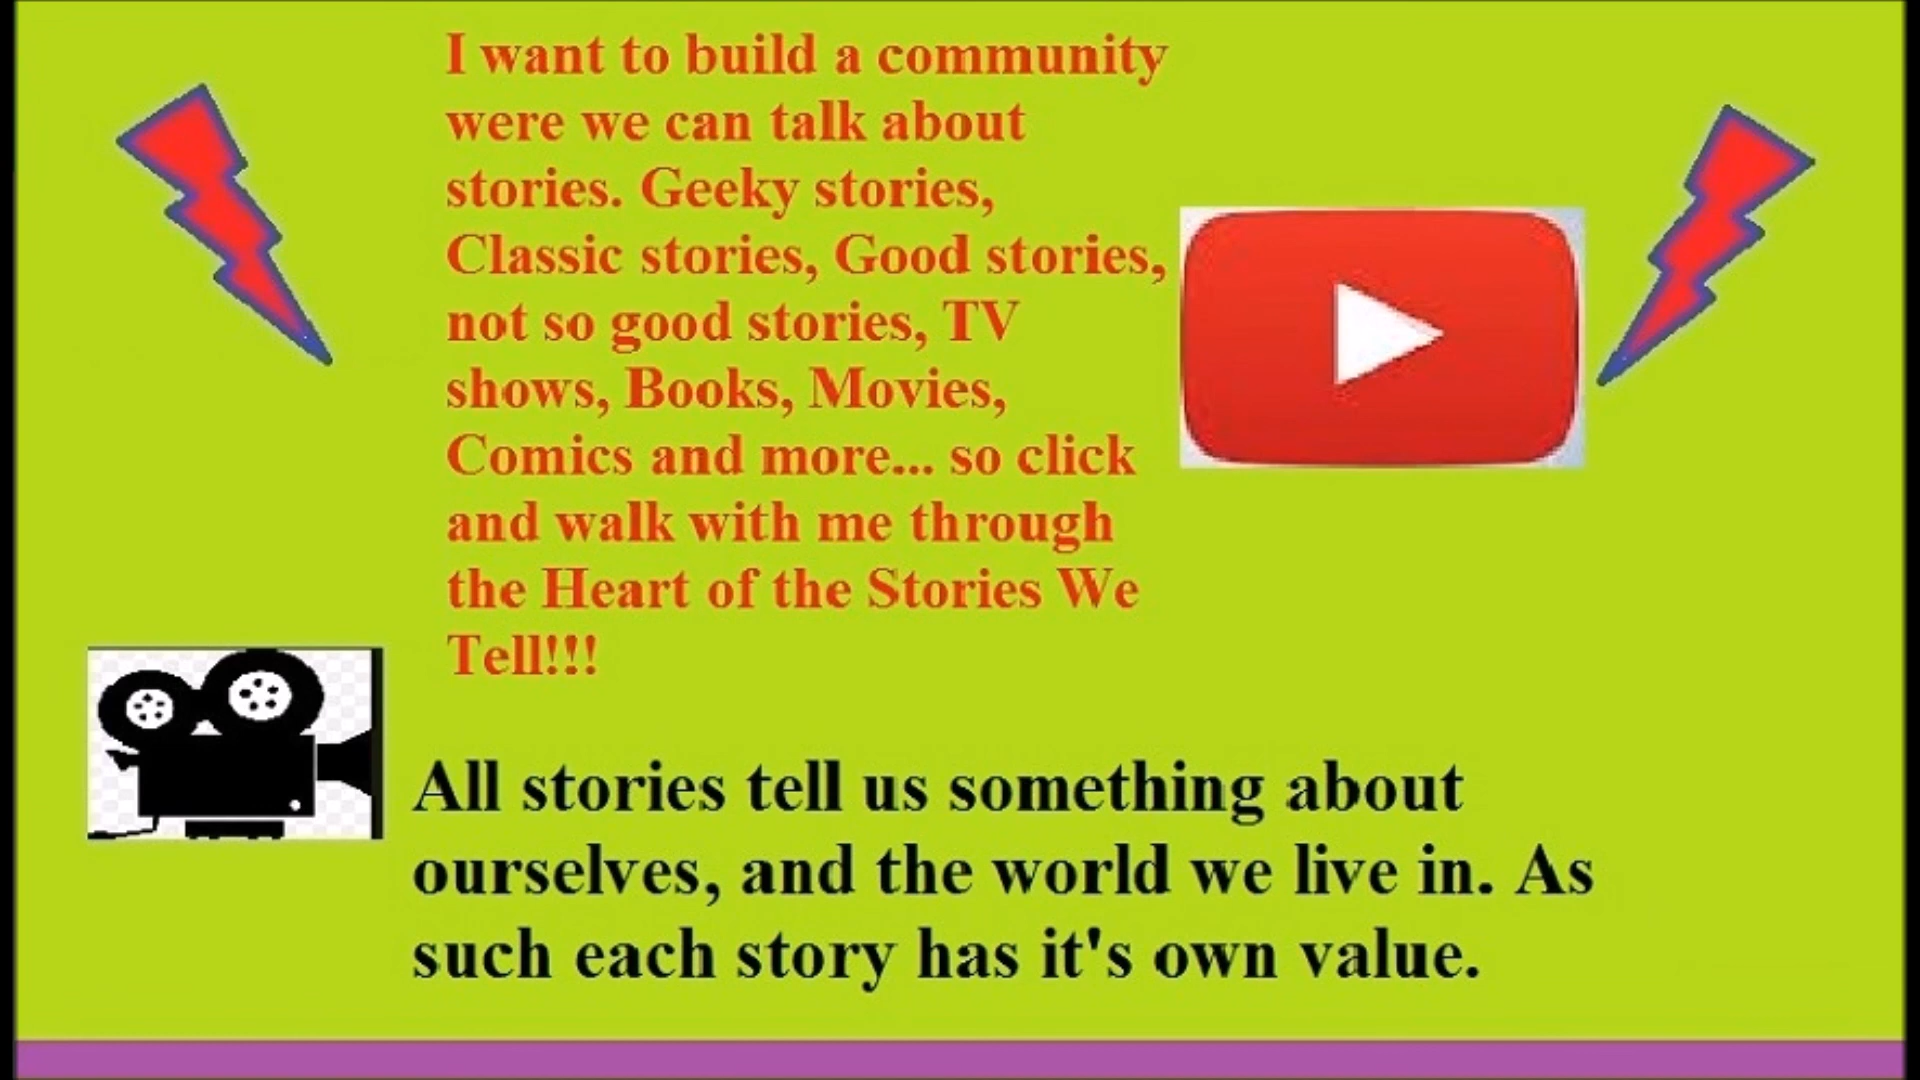 I want to build a community
were we can talk about
stories. Geeky stories,
Classic stories, Good stories,
not so good stories, TV
shows, Books, Movies,
Comics and more... so click
and walk with me through
the Heart of the Stories We
Tell!!!
All stories tell us something about
ourselves, and the world we live in. As
such each story has it's own value.